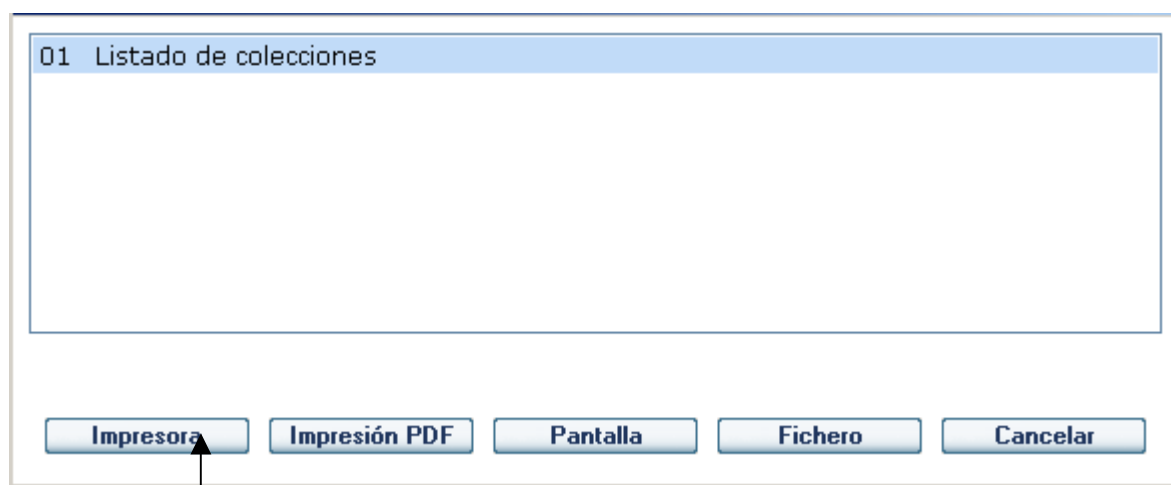 01 Listado de colecciones
Impresora Impresión PDF Pantalla Fichero Cancelar